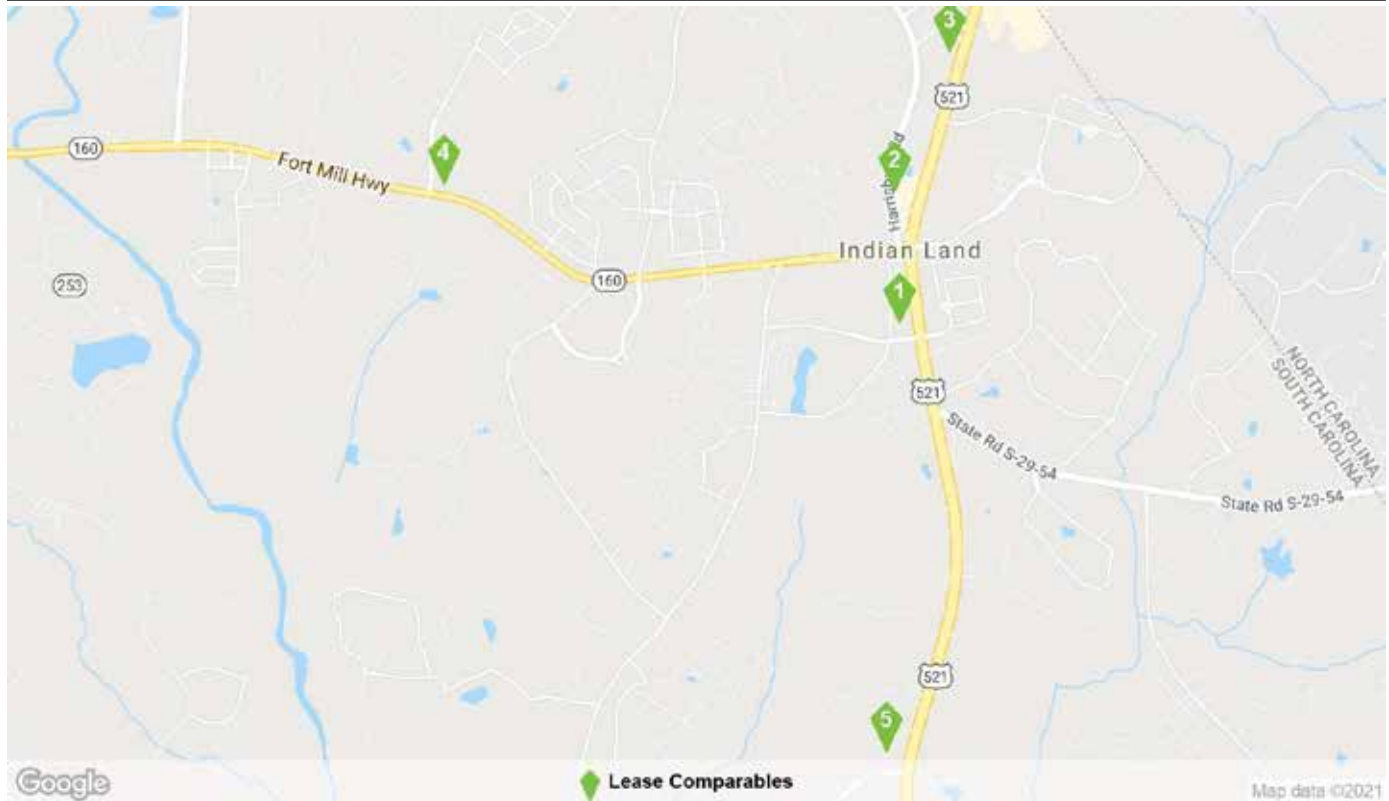 3
521
160
Fort Mill Hwy
4
2
Indian Land
160
253
1
NORTH CAROLINA
SOUTH CAROLINA
521
State Rd S-29-54
State Rd S-29-54
521
5
Google
Lease Comparables
Map data ©2021